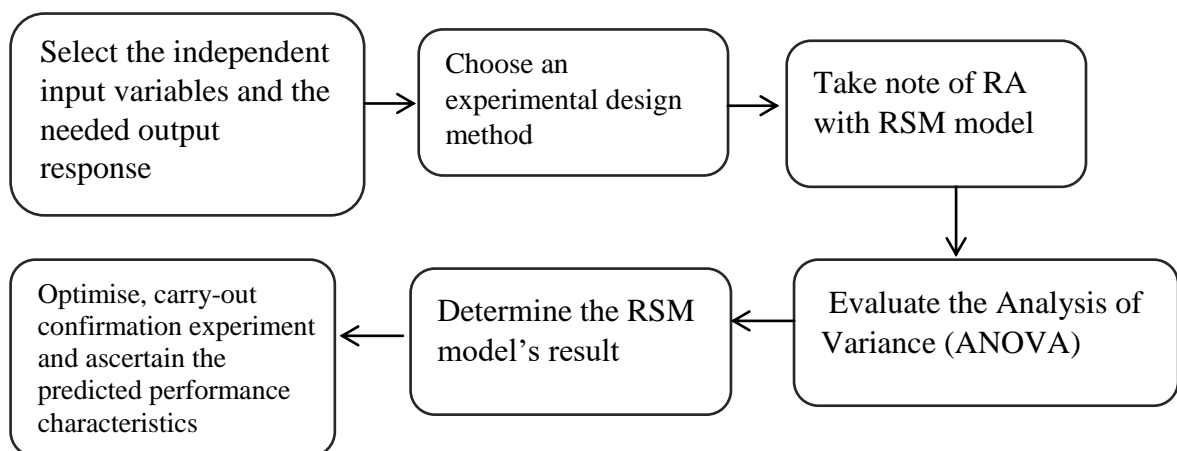 Select the independent
input variables and the
needed output
response
Choose an
experimental design
method
Take note of RA
with RSM model
Evaluate the Analysis of
Variance (ANOVA)
Determine the RSM
model’s result
Optimise, carry-out
confirmation experiment
and ascertain the
predicted performance
characteristics